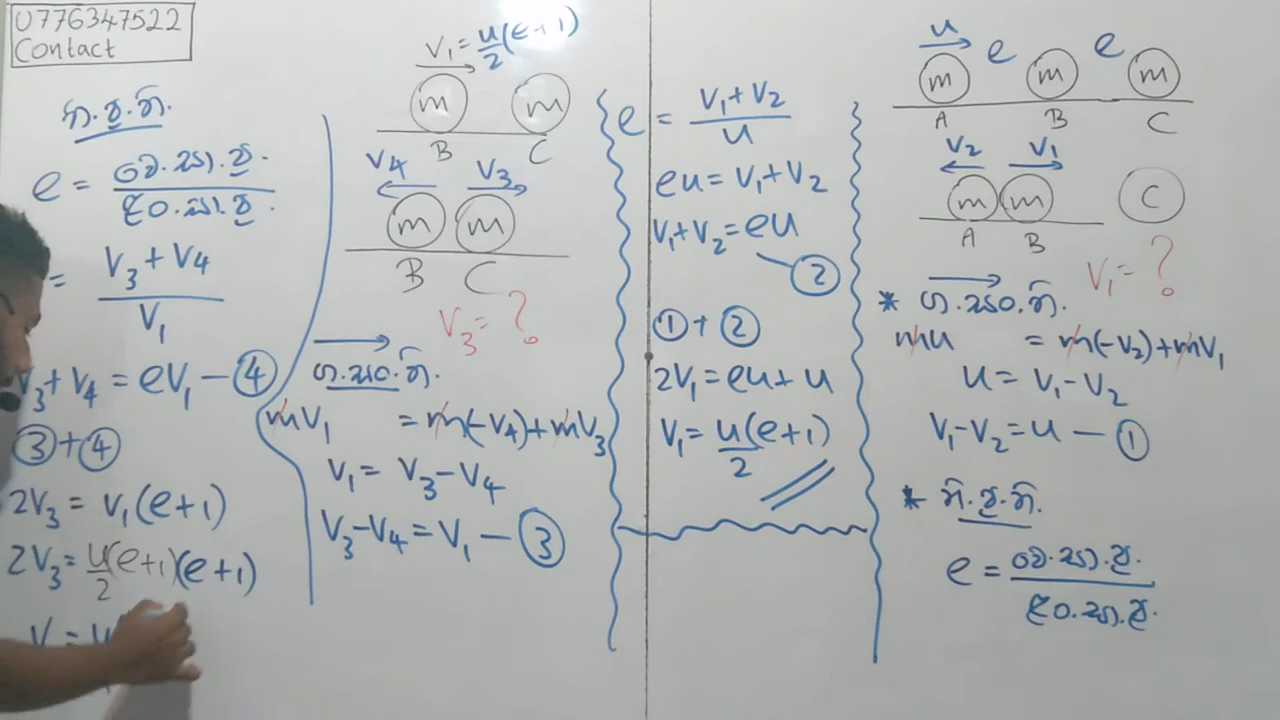 0776347522
Contact
e =
= V₃ + V₄ / V₁
V₃ + V₄ = eV₁ — ④
③ + ④
2V₃ = V₁(e+1)
2V₃ = u/2 (e+1)(e+1)
V₁ = u/2 (e+1)
m m
B C
V₄ V₃
m m
B C
V₃ = ?
mV₁ = m(-V₄) + mV₃
V₁ = V₃ - V₄
V₃ - V₄ = V₁ — ③
e = V₁ + V₂ / u
eu = V₁ + V₂
V₁ + V₂ = eu
②
① + ②
2V₁ = eu + u
V₁ = u/2 (e+1)
u e e
m m m
A B C
V₂ V₁
m m C
A B
V₁ = ?
mu = m(-V₂) + mV₁
u = V₁ - V₂
V₁ - V₂ = u — ①
e =